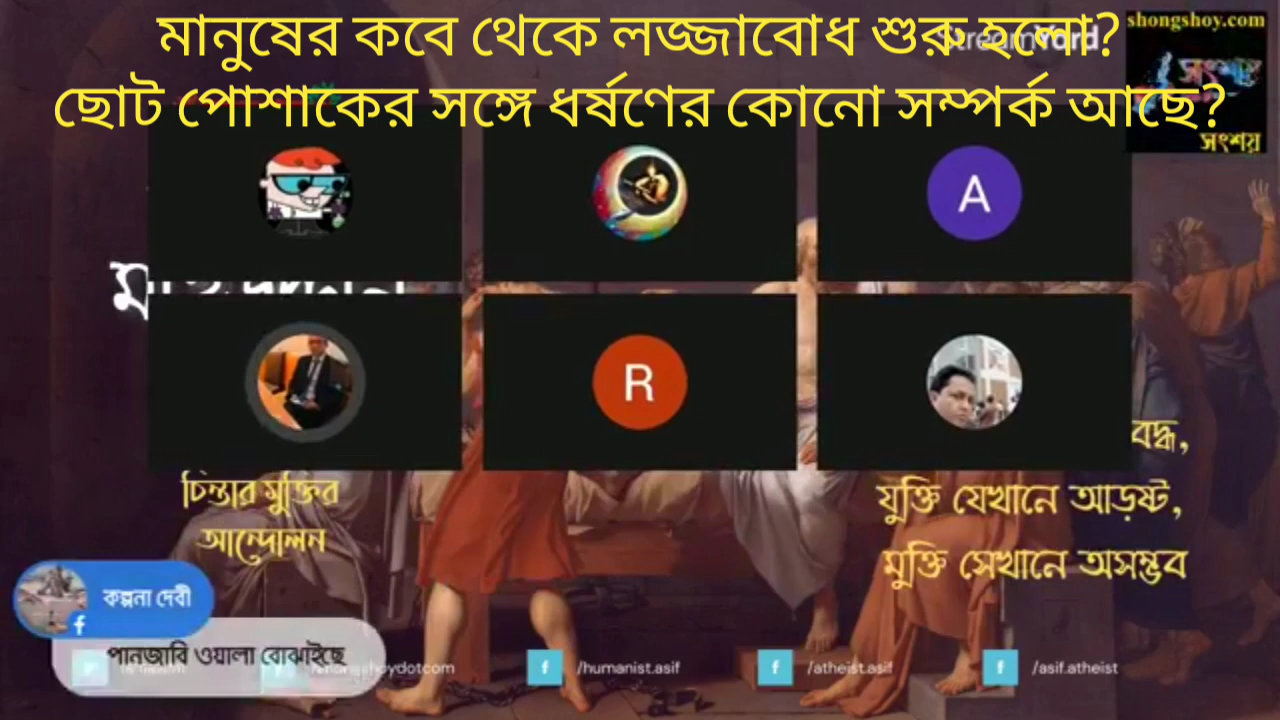 মানুষের কবে থেকে লজ্জাবোধ শুরু হলো?
ছোট পোশাকের সঙ্গে ধর্ষণের কোনো সম্পর্ক আছে?
shongshoy.com
সংশয়
সংশয়
A
R
বদ্ধ,
চিন্তার মুক্তির
আন্দোলন
যুক্তি যেখানে আড়ষ্ট,
মুক্তি সেখানে অসম্ভব
কল্পনা দেবী
পানজাবি ওয়ালা বোঝাইছে
/humanist.asif
/atheist.asif
/asif.atheist